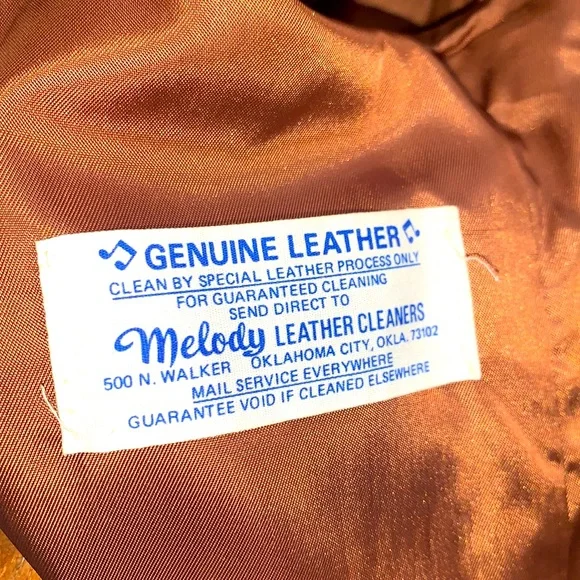 GENUINE LEATHER
CLEAN BY SPECIAL LEATHER PROCESS ONLY
FOR GUARANTEED CLEANING
SEND DIRECT TO
Melody LEATHER CLEANERS
500 N. WALKER OKLAHOMA CITY, OKLA. 73102
MAIL SERVICE EVERYWHERE
GUARANTEE VOID IF CLEANED ELSEWHERE